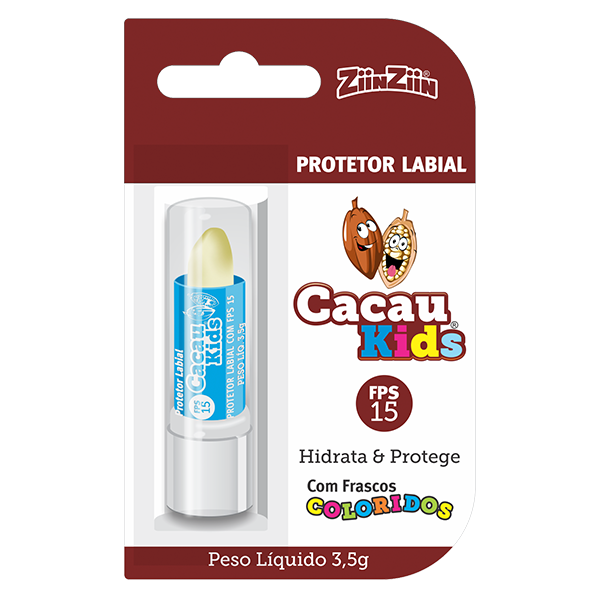 ZiinZiin®
PROTETOR LABIAL
Cacau
Kids®
FPS
15
Hidrata & Protege
Com Frascos
COLORIDOS
Protetor Labial
FPS
15
Cacau
Kids
PROTETOR LABIAL COM FPS 15
PESO LÍQ. 3,5g
Peso Líquido 3,5g